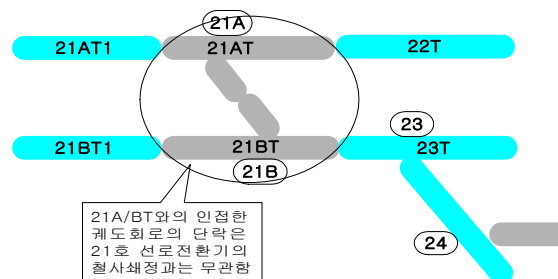 21A
21AT1
21AT
22T
23
21BT1
21BT
23T
21B
21A/BT와의 인접한
궤도회로의 단락은
21호 선로전환기의
철사쇄정과는 무관함
24